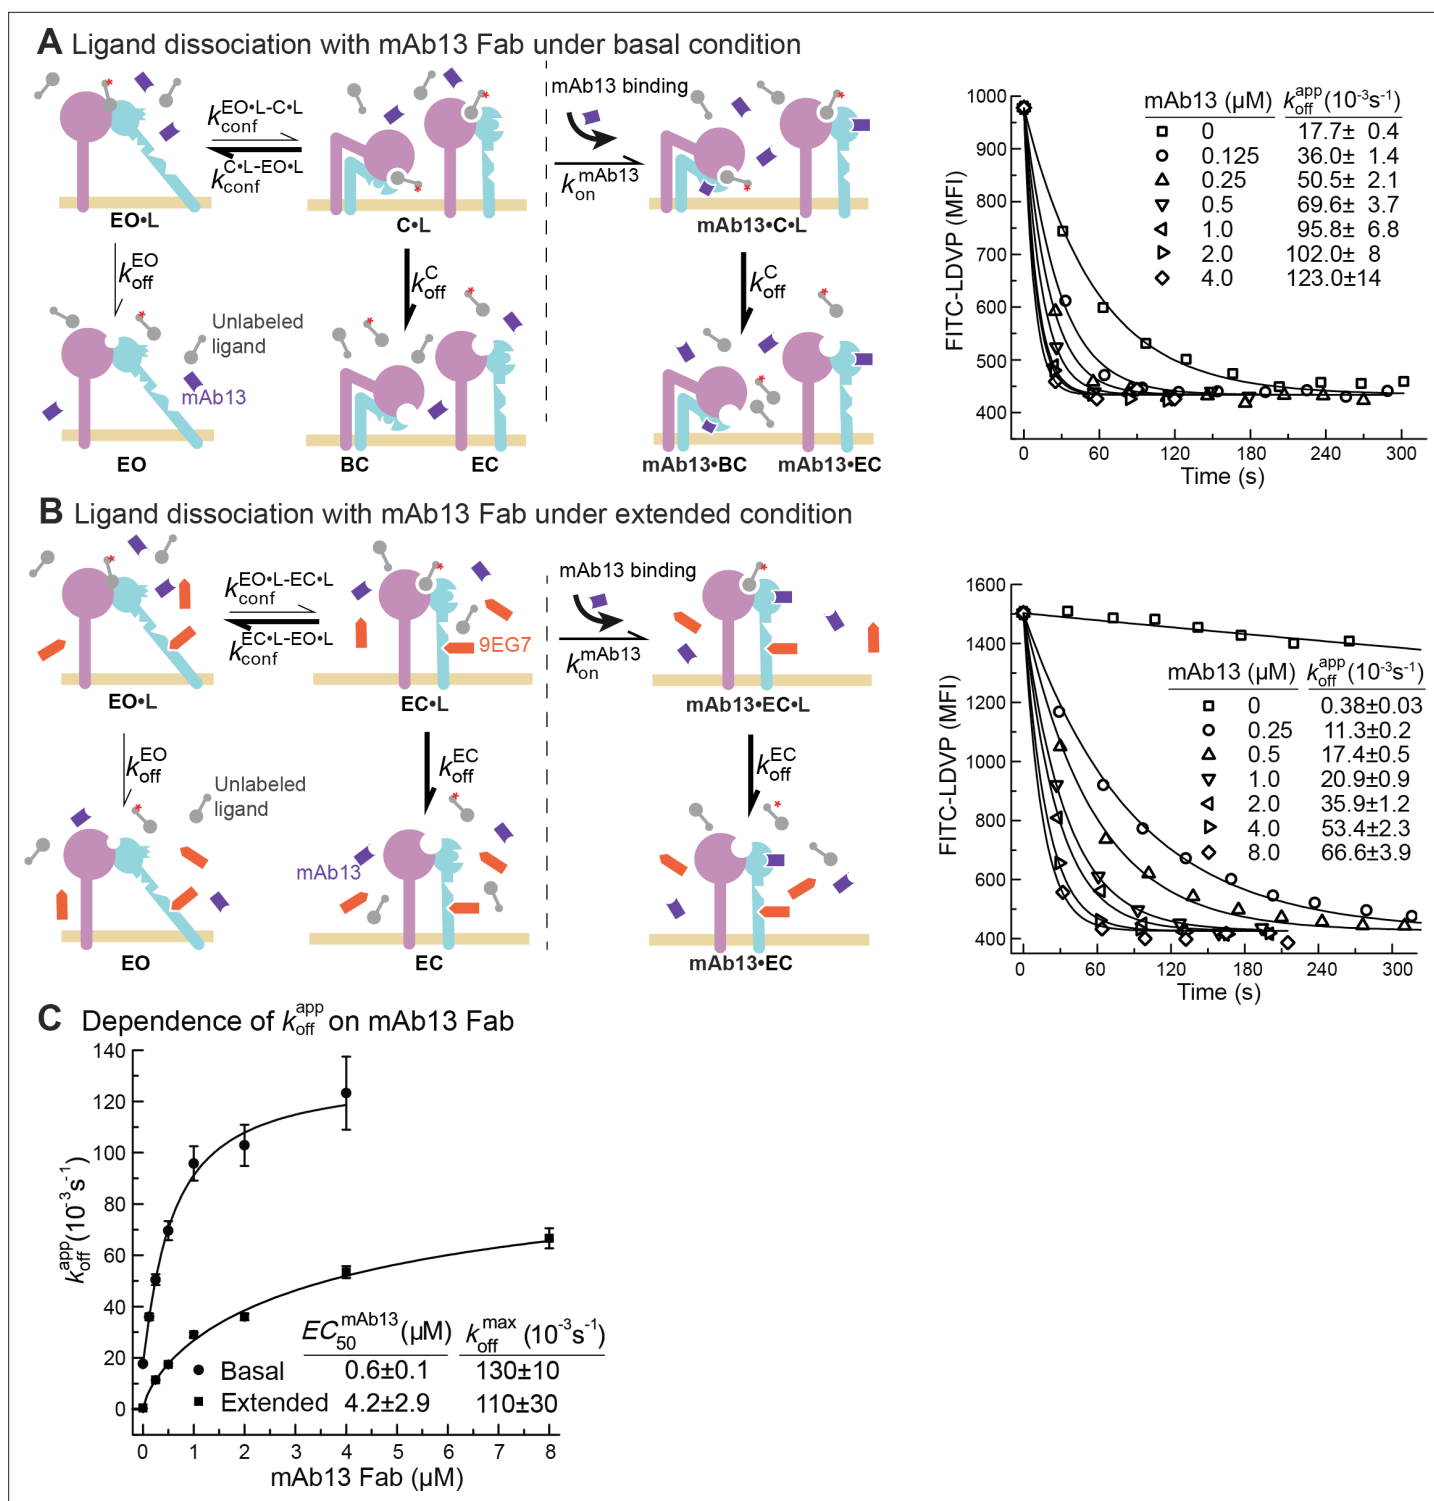 A Ligand dissociation with mAb13 Fab under basal condition
k_conf^EO•L-C•L
k_conf^C•L-EO•L
mAb13 binding
k_on^mAb13
EO•L
C•L
mAb13•C•L
k_off^EO
k_off^C
k_off^C
Unlabeled
ligand
mAb13
EO
BC
EC
mAb13•BC
mAb13•EC
FITC-LDVP (MFI)
1000
900
800
700
600
500
400
0 60 120 180 240 300
Time (s)
mAb13 (µM) k_off^app (10⁻³s⁻¹)
0 17.7± 0.4
0.125 36.0± 1.4
0.25 50.5± 2.1
0.5 69.6± 3.7
1.0 95.8± 6.8
2.0 102.0± 8
4.0 123.0±14
B Ligand dissociation with mAb13 Fab under extended condition
k_conf^EO•L-EC•L
k_conf^EC•L-EO•L
mAb13 binding
k_on^mAb13
9EG7
EO•L
EC•L
mAb13•EC•L
k_off^EO
k_off^EC
k_off^EC
Unlabeled
ligand
mAb13
EO
EC
mAb13•EC
FITC-LDVP (MFI)
1600
1400
1200
1000
800
600
400
0 60 120 180 240 300
Time (s)
mAb13 (µM) k_off^app (10⁻³s⁻¹)
0 0.38±0.03
0.25 11.3±0.2
0.5 17.4±0.5
1.0 20.9±0.9
2.0 35.9±1.2
4.0 53.4±2.3
8.0 66.6±3.9
C Dependence of k_off^app on mAb13 Fab
k_off^app (10⁻³s⁻¹)
140
120
100
80
60
40
20
0
0 1 2 3 4 5 6 7 8
mAb13 Fab (µM)
EC_50^mAb13 (µM) k_off^max (10⁻³s⁻¹)
Basal 0.6±0.1 130±10
Extended 4.2±2.9 110±30